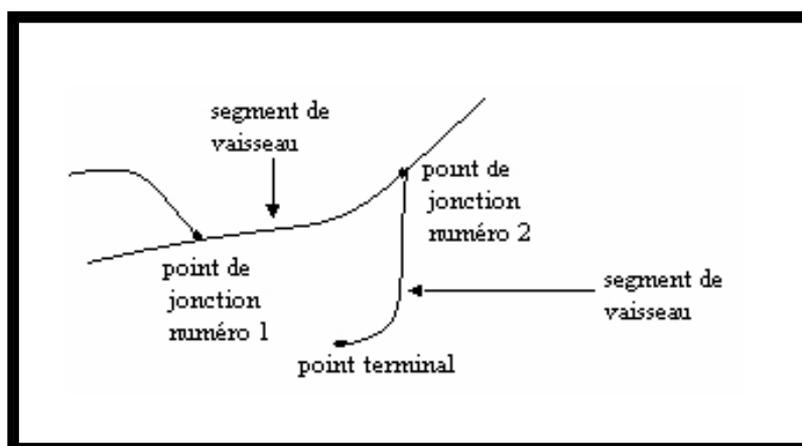 segment de
vaisseau
point de
jonction
numéro 2
point de
jonction
numéro 1
segment de
vaisseau
point terminal